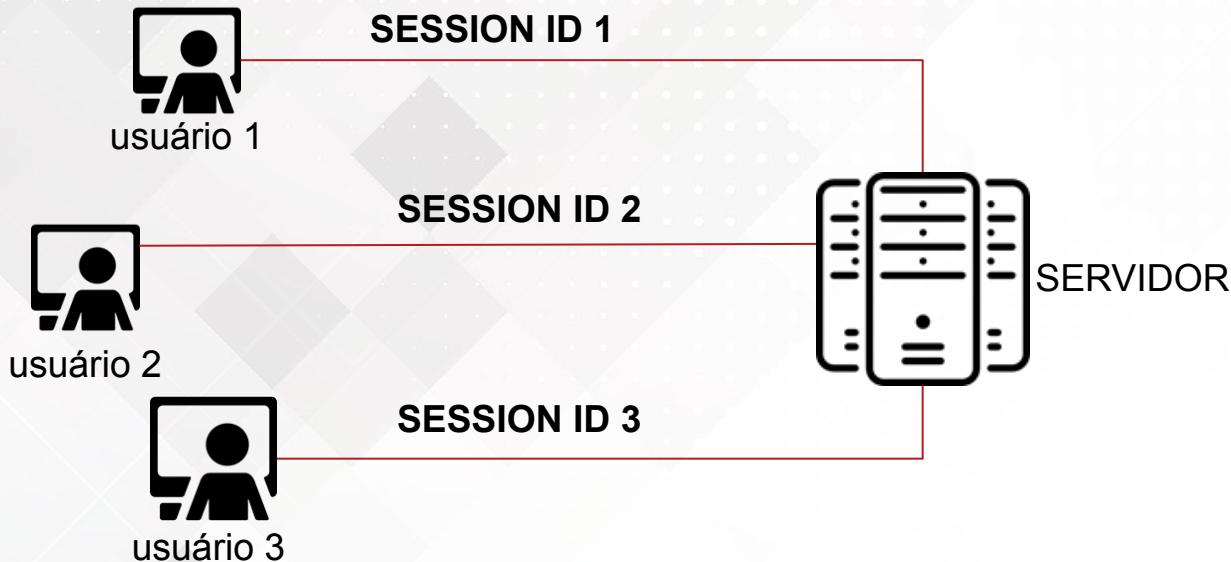 SESSION ID 1
usuário 1
SESSION ID 2
SERVIDOR
usuário 2
SESSION ID 3
usuário 3